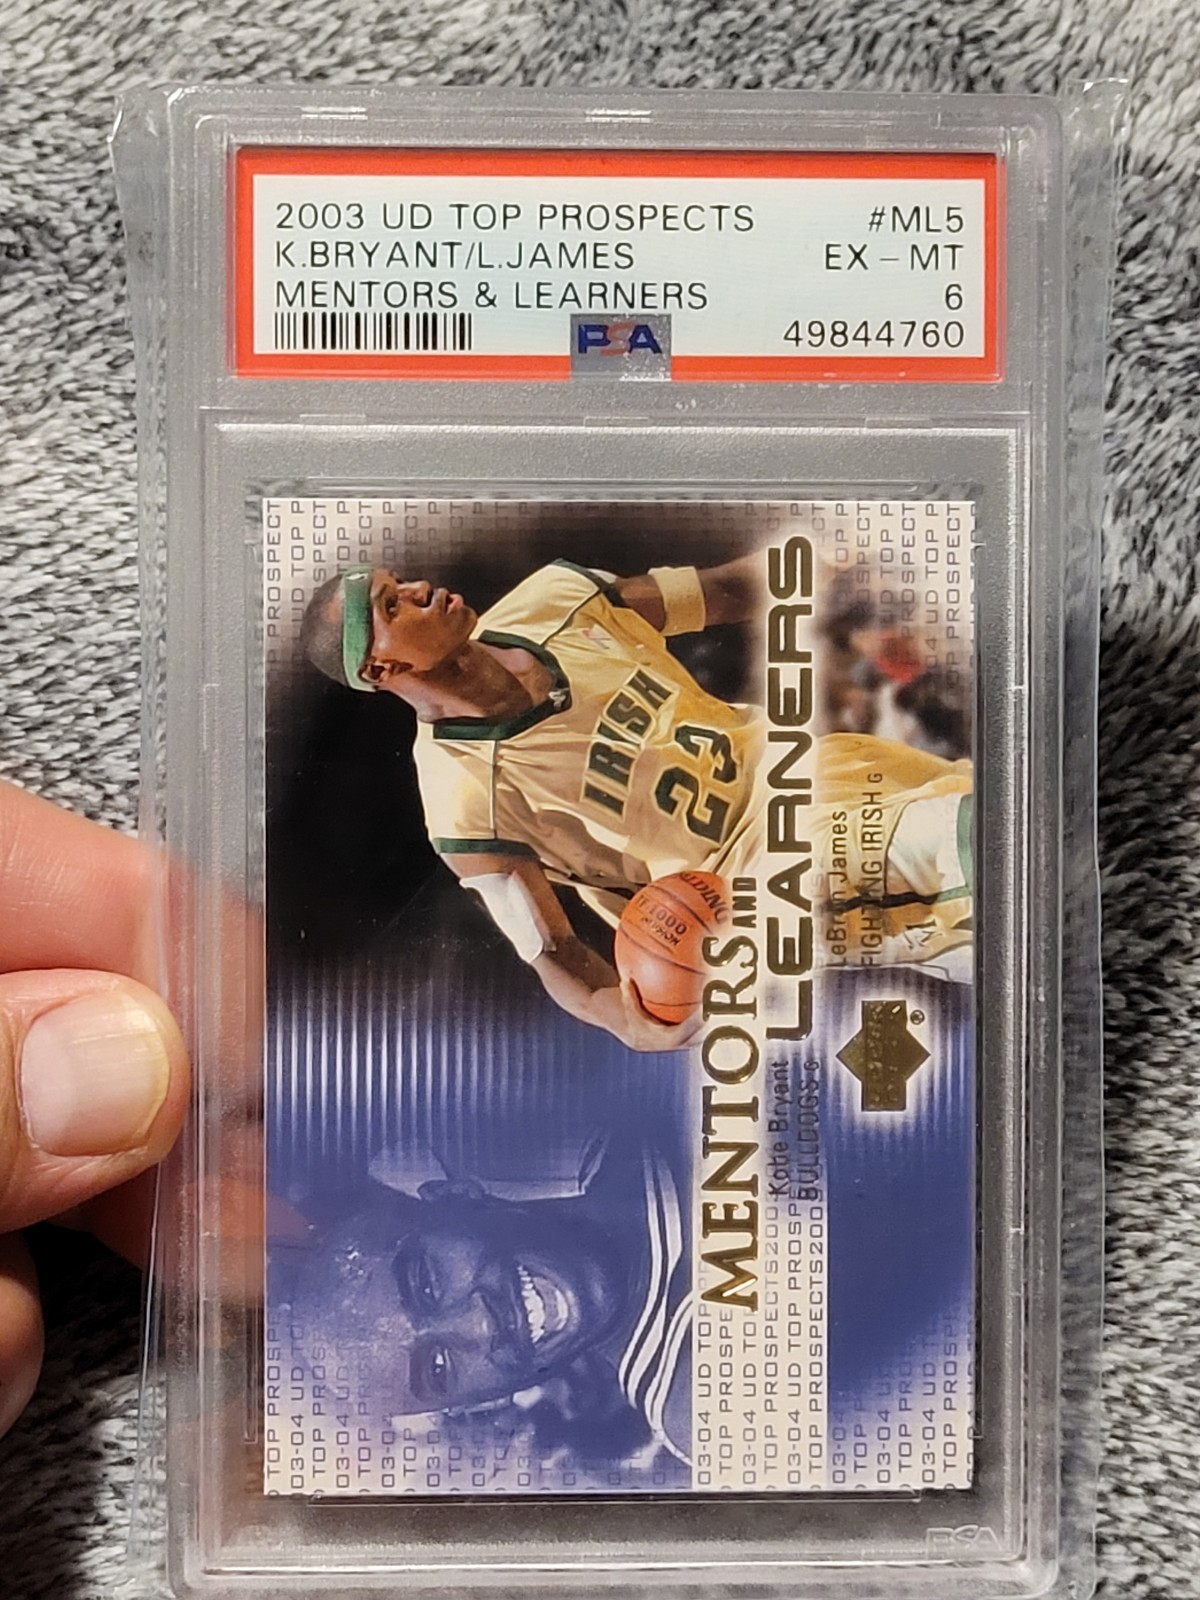 2003 UD TOP PROSPECTS #ML5
K.BRYANT/L.JAMES EX - MT
MENTORS & LEARNERS 6
PSA 49844760
IRISH
23
MENTORS AND
LEARNERS
Kobe Bryant
BULLDOGS G
LeBron James
FIGHTING IRISH G
03-04 UD TOP PROSPECTS
PSA